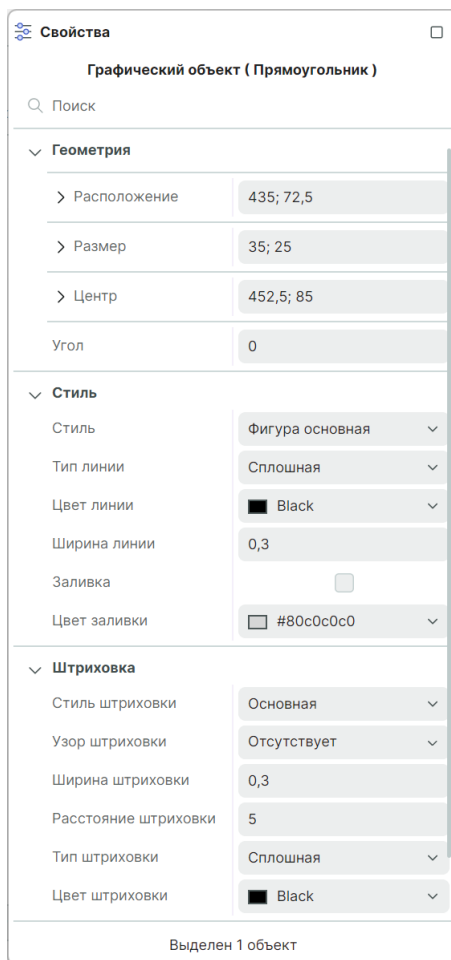 Свойства
Графический объект ( Прямоугольник )
Поиск
Геометрия
Расположение 435; 72,5
Размер 35; 25
Центр 452,5; 85
Угол 0
Стиль
Стиль Фигура основная
Тип линии Сплошная
Цвет линии Black
Ширина линии 0,3
Заливка
Цвет заливки #80c0c0c0
Штриховка
Стиль штриховки Основная
Узор штриховки Отсутствует
Ширина штриховки 0,3
Расстояние штриховки 5
Тип штриховки Сплошная
Цвет штриховки Black
Выделен 1 объект